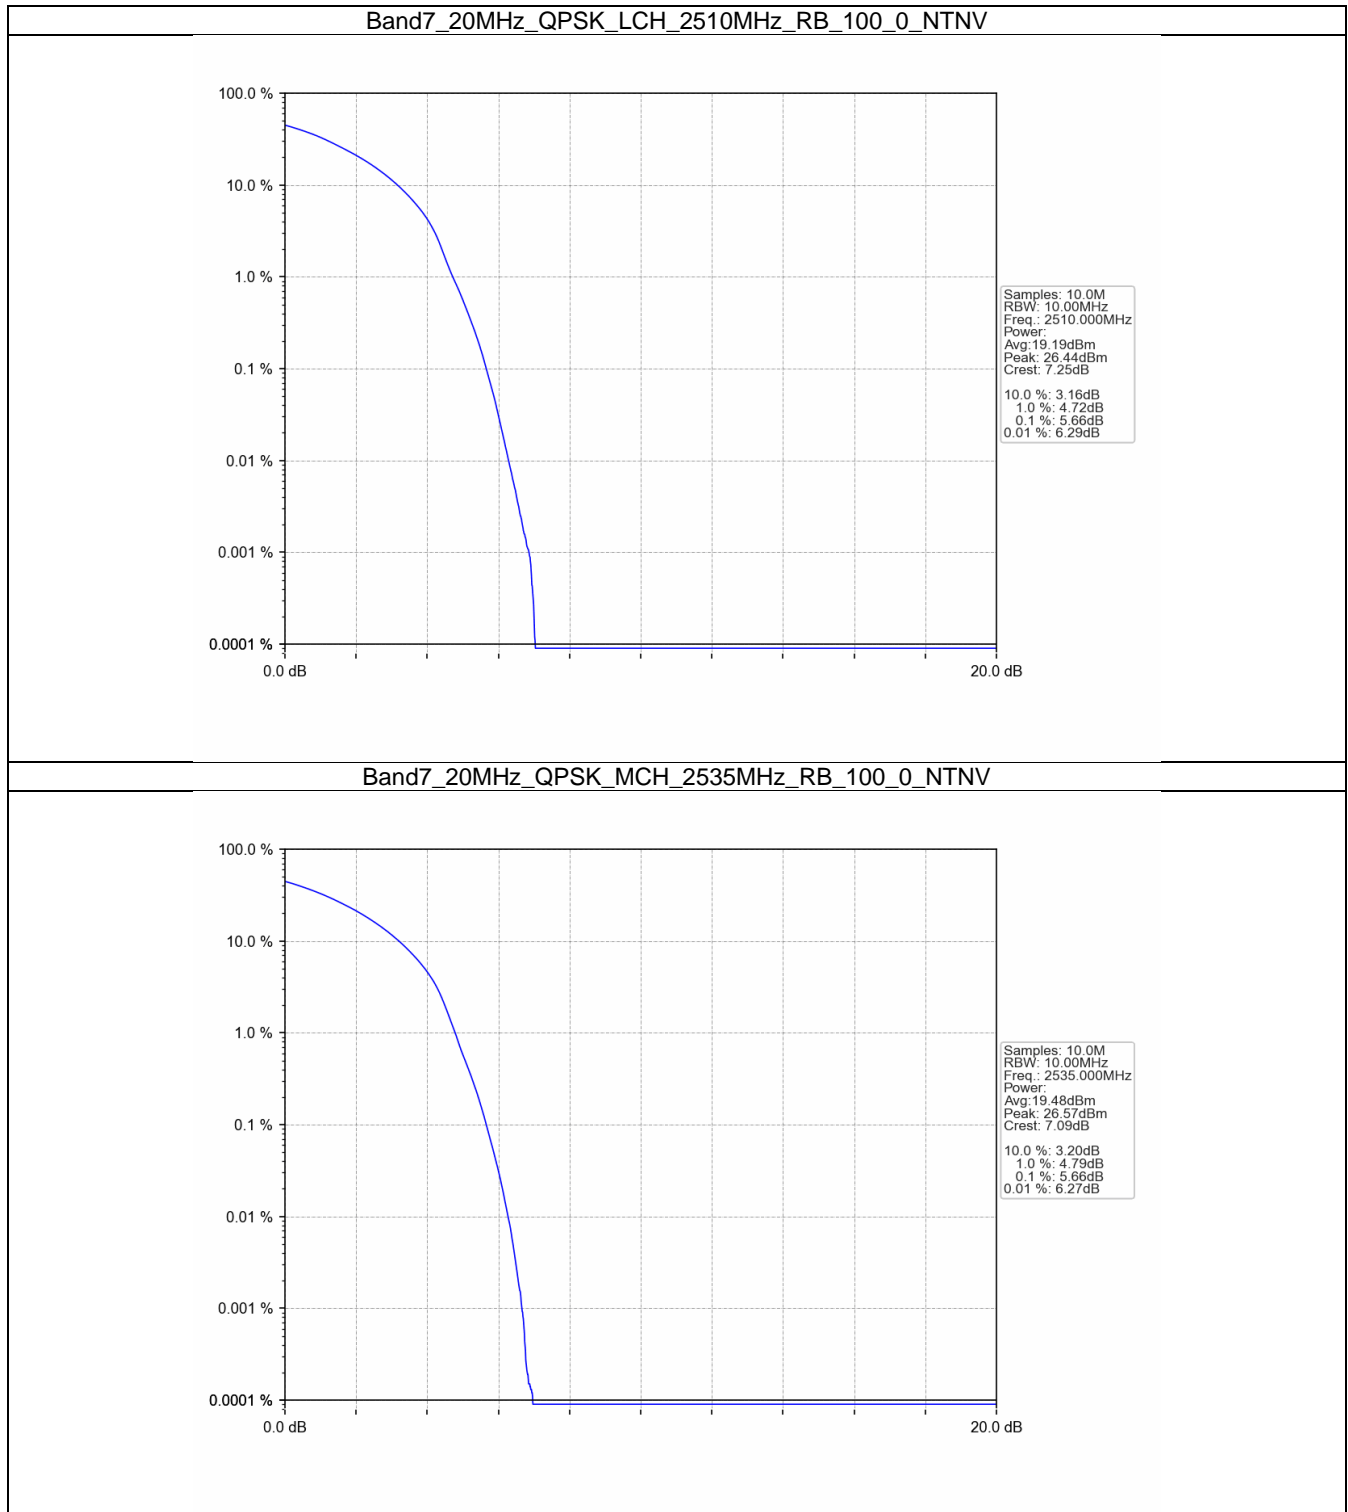 Band7_20MHz_QPSK_LCH_2510MHz_RB_100_0_NTNV
100.0 %
10.0 %
1.0 %
0.1 %
0.01 %
0.001 %
0.0001 %
0.0 dB
20.0 dB
Samples: 10.0M
RBW: 10.00MHz
Freq.: 2510.000MHz
Power:
Avg:19.19dBm
Peak: 26.44dBm
Crest: 7.25dB
10.0 %: 3.16dB
1.0 %: 4.72dB
0.1 %: 5.66dB
0.01 %: 6.29dB
Band7_20MHz_QPSK_MCH_2535MHz_RB_100_0_NTNV
100.0 %
10.0 %
1.0 %
0.1 %
0.01 %
0.001 %
0.0001 %
0.0 dB
20.0 dB
Samples: 10.0M
RBW: 10.00MHz
Freq.: 2535.000MHz
Power:
Avg:19.48dBm
Peak: 26.57dBm
Crest: 7.09dB
10.0 %: 3.20dB
1.0 %: 4.79dB
0.1 %: 5.66dB
0.01 %: 6.27dB